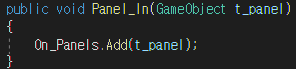 public void Panel_In(GameObject t_panel)
{
On_Panels.Add(t_panel);
}